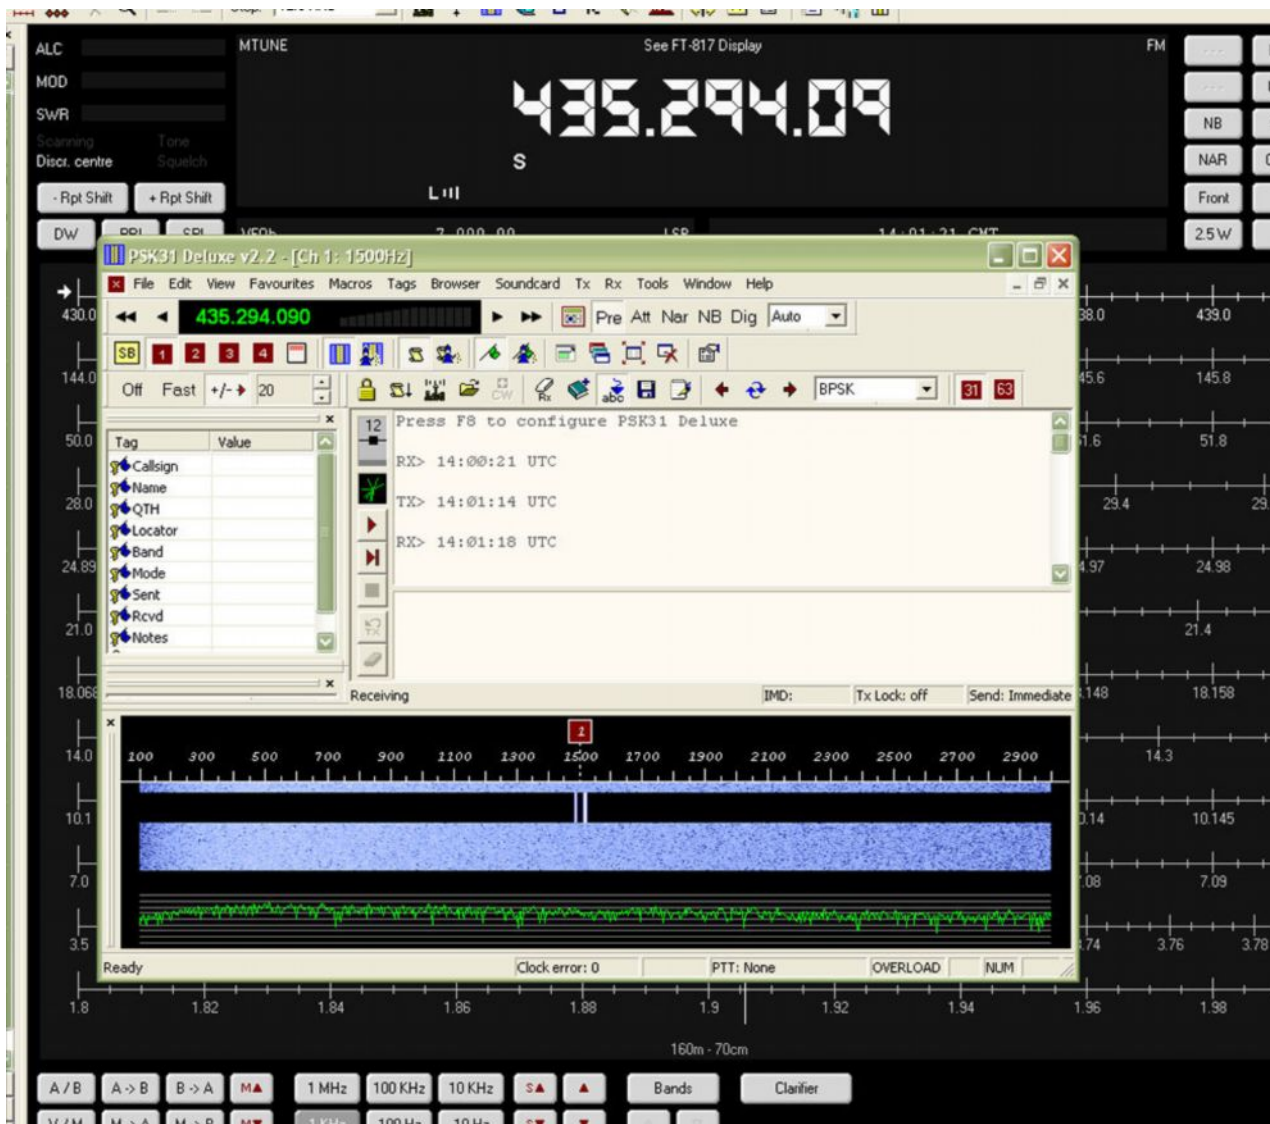 ALC
MTUNE See FT-817 Display FM
MOD
435.294.09
SWR
Scanning Tone
NB
Discr. centre Squelch
S
NAR
- Rpt Shift + Rpt Shift
L
Front
DW
2.5 W
PSK31 Deluxe v2.2 - [Ch 1: 1500Hz]
File Edit View Favourites Macros Tags Browser Soundcard Tx Rx Tools Window Help
430.0
435.294.090 Pre Att Nar NB Dig Auto
38.0 439.0
SB 1 2 3 4
144.0
45.6 145.8
Off Fast +/- 20 CW Rx abc BPSK 31 63
12
Press F8 to configure PSK31 Deluxe
Tag Value
50.0
51.8
Callsign
RX> 14:00:21 UTC
Name
QTH
TX> 14:01:14 UTC
28.0
29.4
Locator
Band
RX> 14:01:18 UTC
24.89
24.98
Mode
Sent
Rcvd
Notes
21.0
21.4
TX
18.068
Receiving IMD: Tx Lock: off Send: Immediate
18.158
2
14.0
100 300 500 700 900 1100 1300 1500 1700 1900 2100 2300 2500 2700 2900
14.3
10.1
10.145
7.0
7.09
3.5
3.76 3.78
Ready Clock error: 0 PTT: None OVERLOAD NUM
1.8 1.82 1.84 1.86 1.88 1.9 1.92 1.94 1.96 1.98
160m - 70cm
A / B A -> B B -> A M▲ 1 MHz 100 KHz 10 KHz S▲ ▲ Bands Clarifier